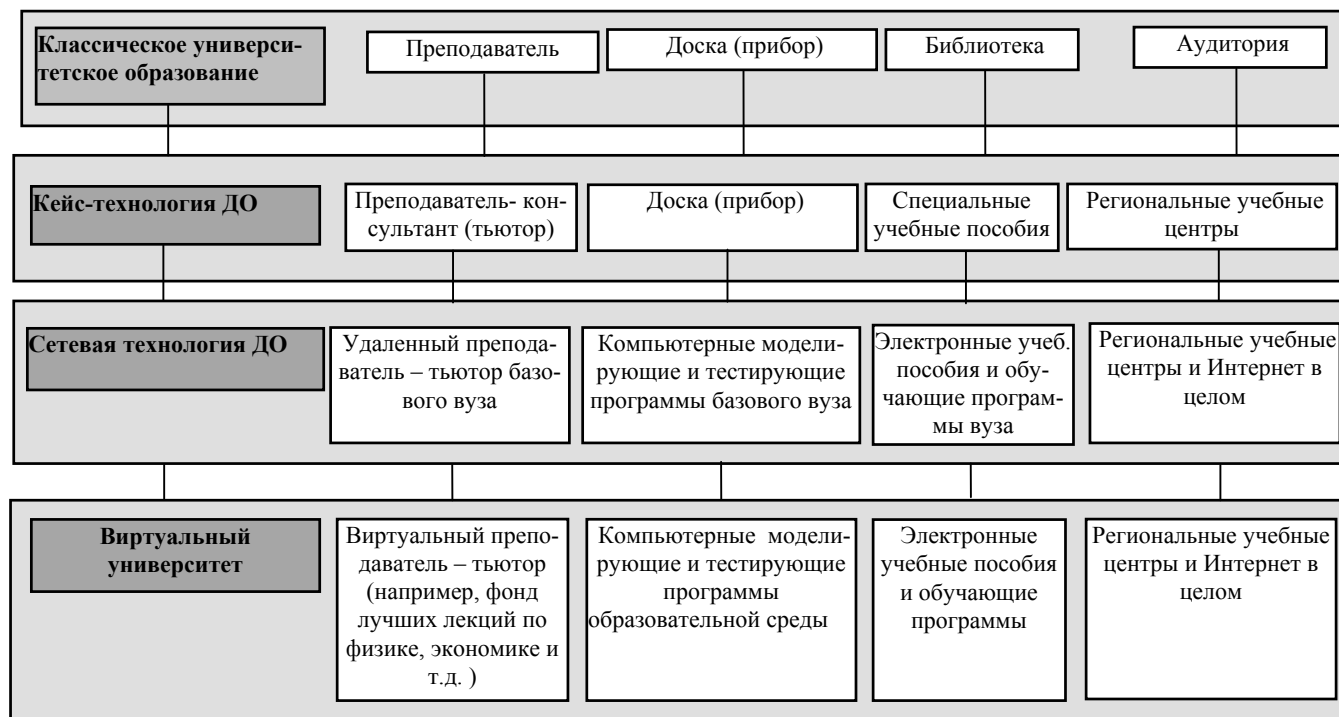 Классическое универси-
тетское образование
Преподаватель
Доска (прибор)
Библиотека
Аудитория
Кейс-технология ДО
Преподаватель- кон-
сультант (тьютор)
Доска (прибор)
Специальные
учебные пособия
Региональные учебные
центры
Сетевая технология ДО
Удаленный препода-
ватель – тьютор базо-
вого вуза
Компьютерные модели-
рующие и тестирующие
программы базового вуза
Электронные учеб.
пособия и обу-
чающие програм-
мы вуза
Региональные учебные
центры и Интернет в
целом
Виртуальный
университет
Виртуальный препо-
даватель – тьютор
(например, фонд
лучших лекций по
физике, экономике и
т.д. )
Компьютерные модели-
рующие и тестирующие
программы
образовательной среды
Электронные
учебные пособия
и обучающие
программы
Региональные учебные
центры и Интернет в
целом